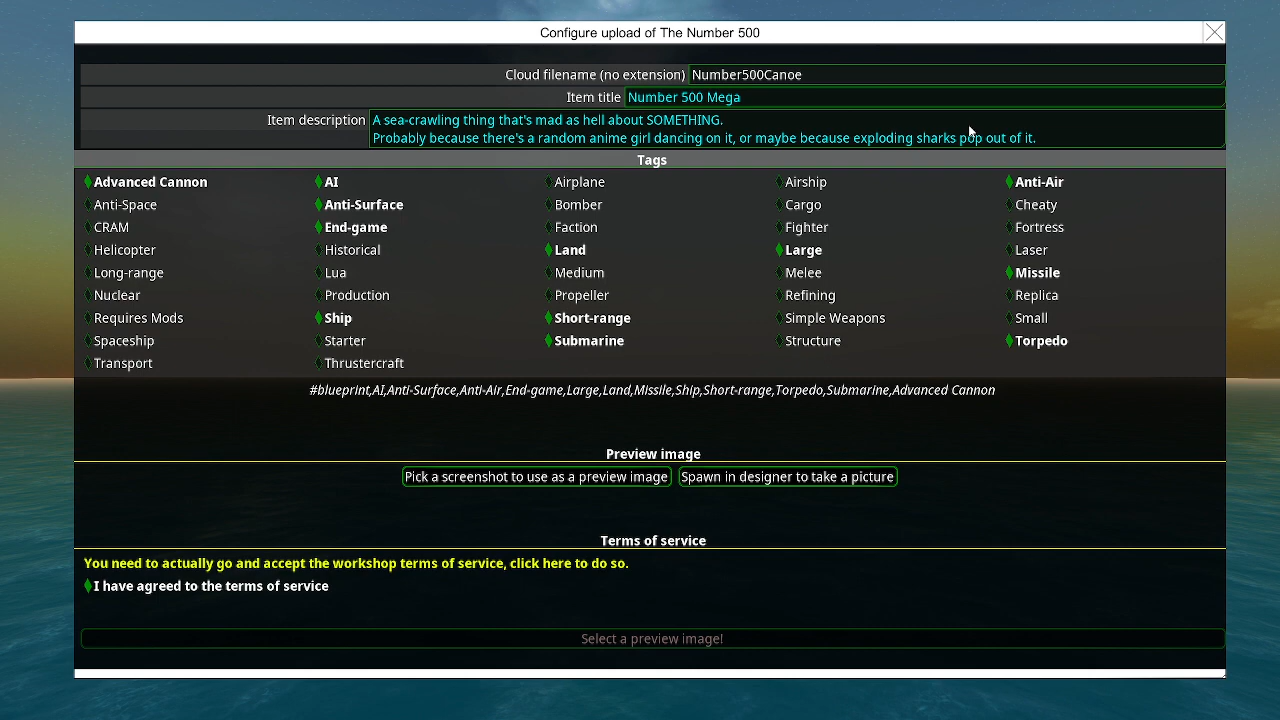 Configure upload of The Number 500
Cloud filename (no extension) Number500Canoe
Item title Number 500 Mega
Item description A sea-crawling thing that's mad as hell about SOMETHING.
Probably because there's a random anime girl dancing on it, or maybe because exploding sharks pop out of it.
Tags
Advanced Cannon AI Airplane Airship Anti-Air
Anti-Space Anti-Surface Bomber Cargo Cheaty
CRAM End-game Faction Fighter Fortress
Helicopter Historical Land Large Laser
Long-range Lua Medium Melee Missile
Nuclear Production Propeller Refining Replica
Requires Mods Ship Short-range Simple Weapons Small
Spaceship Starter Submarine Structure Torpedo
Transport Thrustercraft
#blueprint,AI,Anti-Surface,Anti-Air,End-game,Large,Land,Missile,Ship,Short-range,Torpedo,Submarine,Advanced Cannon
Preview image
Pick a screenshot to use as a preview image Spawn in designer to take a picture
Terms of service
You need to actually go and accept the workshop terms of service, click here to do so.
I have agreed to the terms of service
Select a preview image!